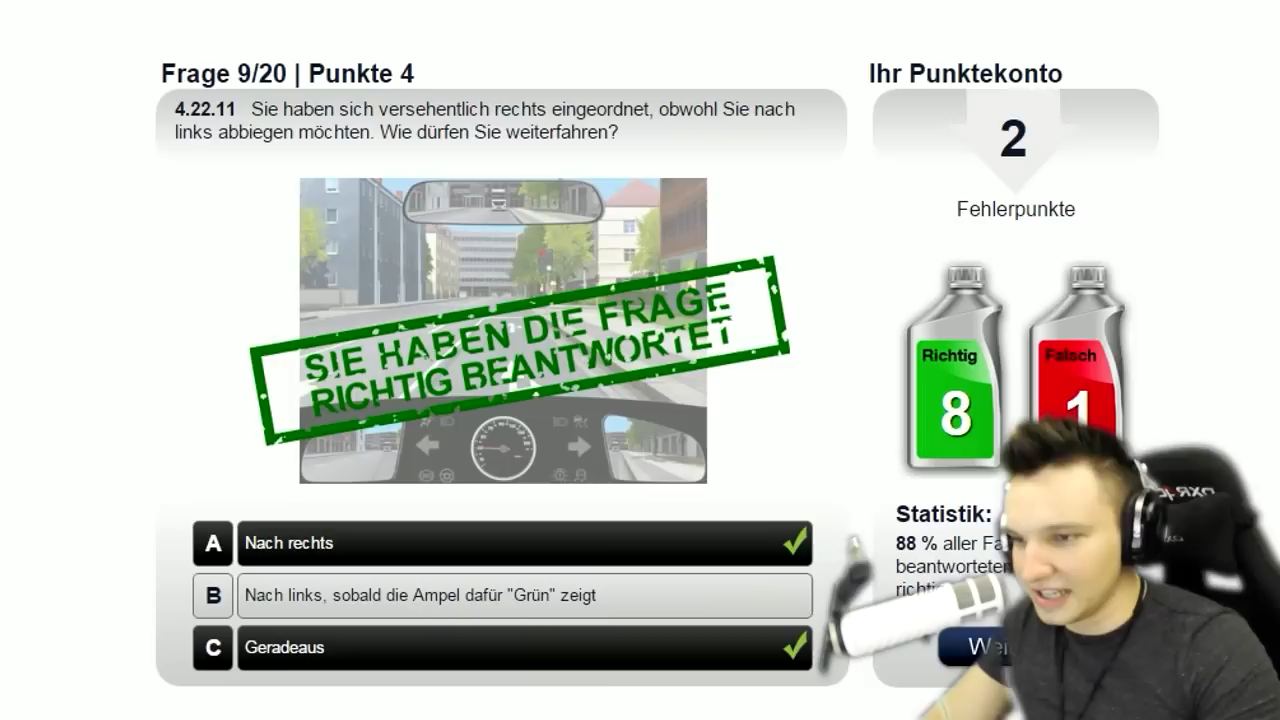 Frage 9/20 | Punkte 4
4.22.11 Sie haben sich versehentlich rechts eingeordnet, obwohl Sie nach
links abbiegen möchten. Wie dürfen Sie weiterfahren?
SIE HABEN DIE FRAGE
RICHTIG BEANTWORTET
A Nach rechts
B Nach links, sobald die Ampel dafür "Grün" zeigt
C Geradeaus
Ihr Punktekonto
2
Fehlerpunkte
Richtig
8
Falsch
1
Statistik:
88 % aller